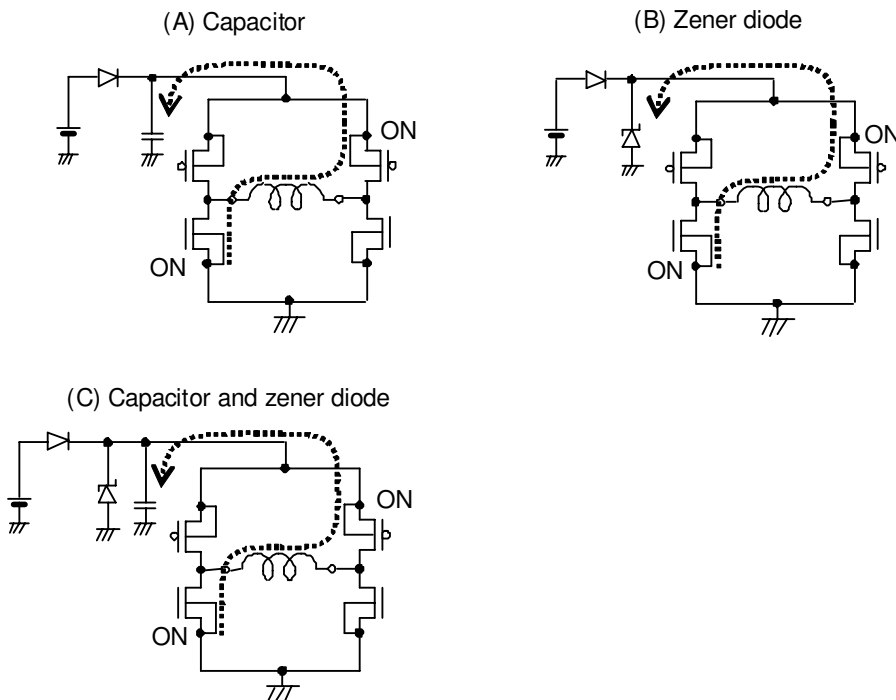 (A) Capacitor
(B) Zener diode
ON
ON
ON
ON
(C) Capacitor and zener diode
ON
ON